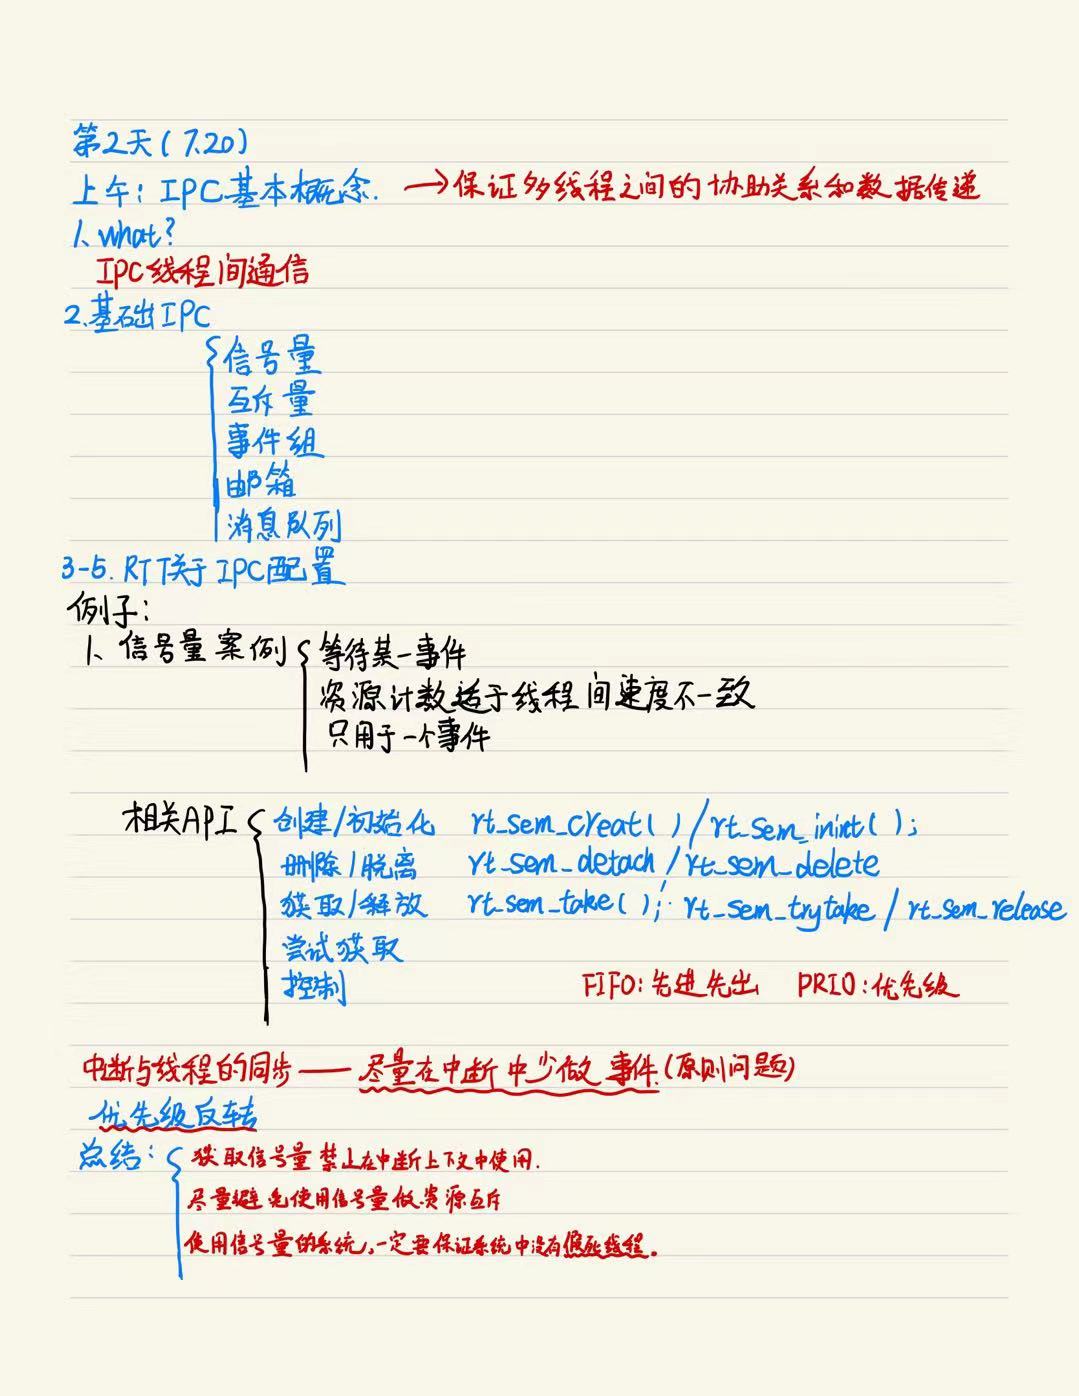 第2天(7.20)
上午：IPC基本概念. →保证多线程之间的协助关系和数据传递
1、what?
IPC线程间通信
2.基础IPC
信号量
互斥量
事件组
邮箱
消息队列
3-5. RTT关于IPC配置
例子：
1、信号量案例 { 等待某一事件
资源计数适于线程间速度不一致
只用于一个事件
相关API { 创建/初始化 rt_sem_creat( ) / rt_sem_inint( );
删除/脱离 rt_sem_detach / rt_sem_delete
获取/释放 rt_sem_take( ); rt_sem_trytake / rt_sem_release
尝试获取
控制 FIFO:先进先出 PRIO:优先级
中断与线程的同步——尽量在中断中少做事件.(原则问题)
优先级反转
总结：{ 获取信号量禁止在中断上下文中使用.
尽量避免使用信号量做资源互斥
使用信号量的系统,一定要保证系统中没有僵死线程。